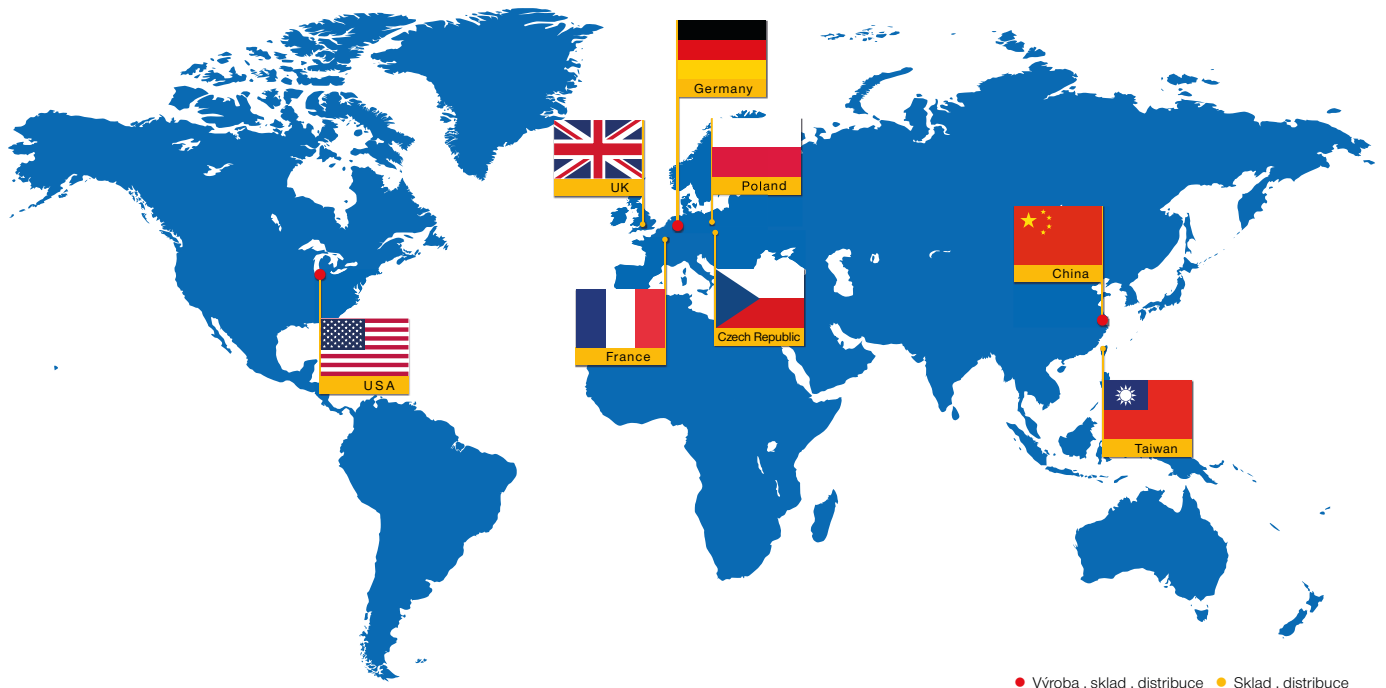 Germany
UK
Poland
China
Czech Republic
France
USA
Taiwan
Výroba . sklad . distribuce
Sklad . distribuce